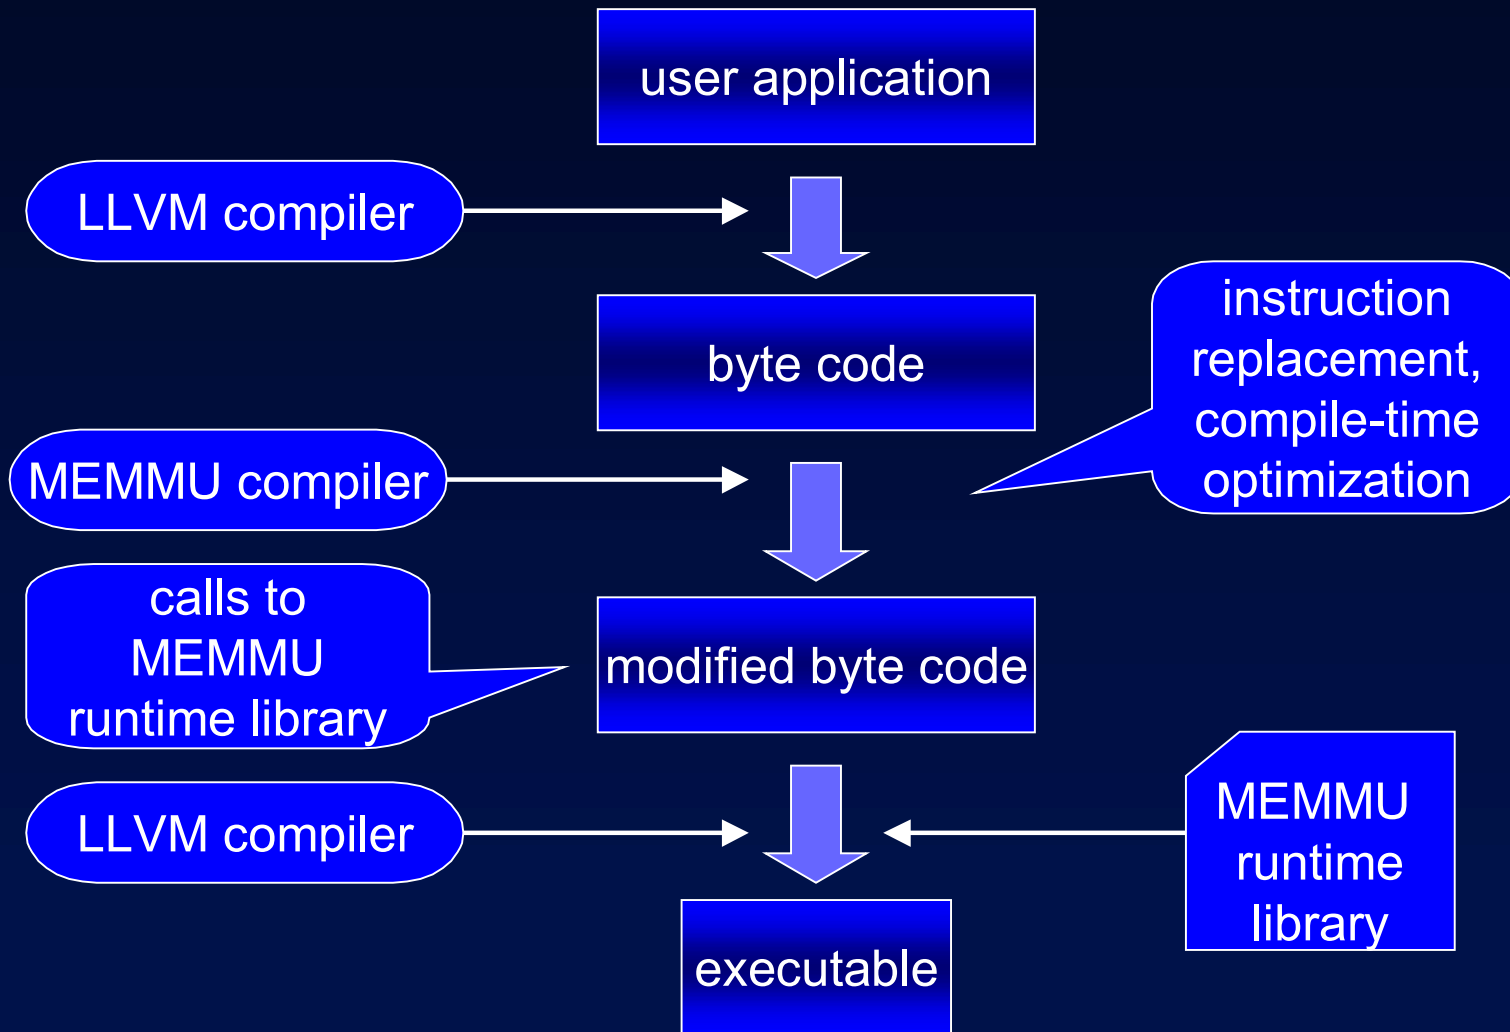 user application
LLVM compiler
byte code
instruction
replacement,
compile-time
optimization
MEMMU compiler
calls to
MEMMU
runtime library
modified byte code
LLVM compiler
MEMMU
runtime
library
executable